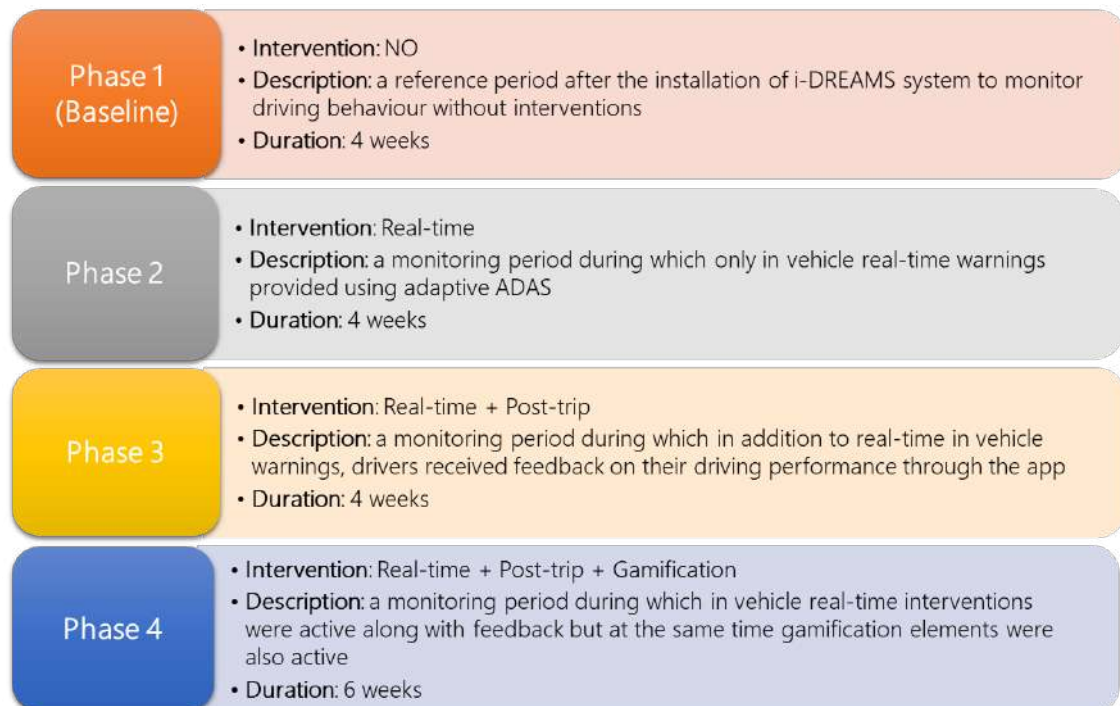 Phase 1
(Baseline)
• Intervention: NO
• Description: a reference period after the installation of i-DREAMS system to monitor
driving behaviour without interventions
• Duration: 4 weeks
Phase 2
• Intervention: Real-time
• Description: a monitoring period during which only in vehicle real-time warnings
provided using adaptive ADAS
• Duration: 4 weeks
Phase 3
• Intervention: Real-time + Post-trip
• Description: a monitoring period during which in addition to real-time in vehicle
warnings, drivers received feedback on their driving performance through the app
• Duration: 4 weeks
Phase 4
• Intervention: Real-time + Post-trip + Gamification
• Description: a monitoring period during which in vehicle real-time interventions
were active along with feedback but at the same time gamification elements were
also active
• Duration: 6 weeks